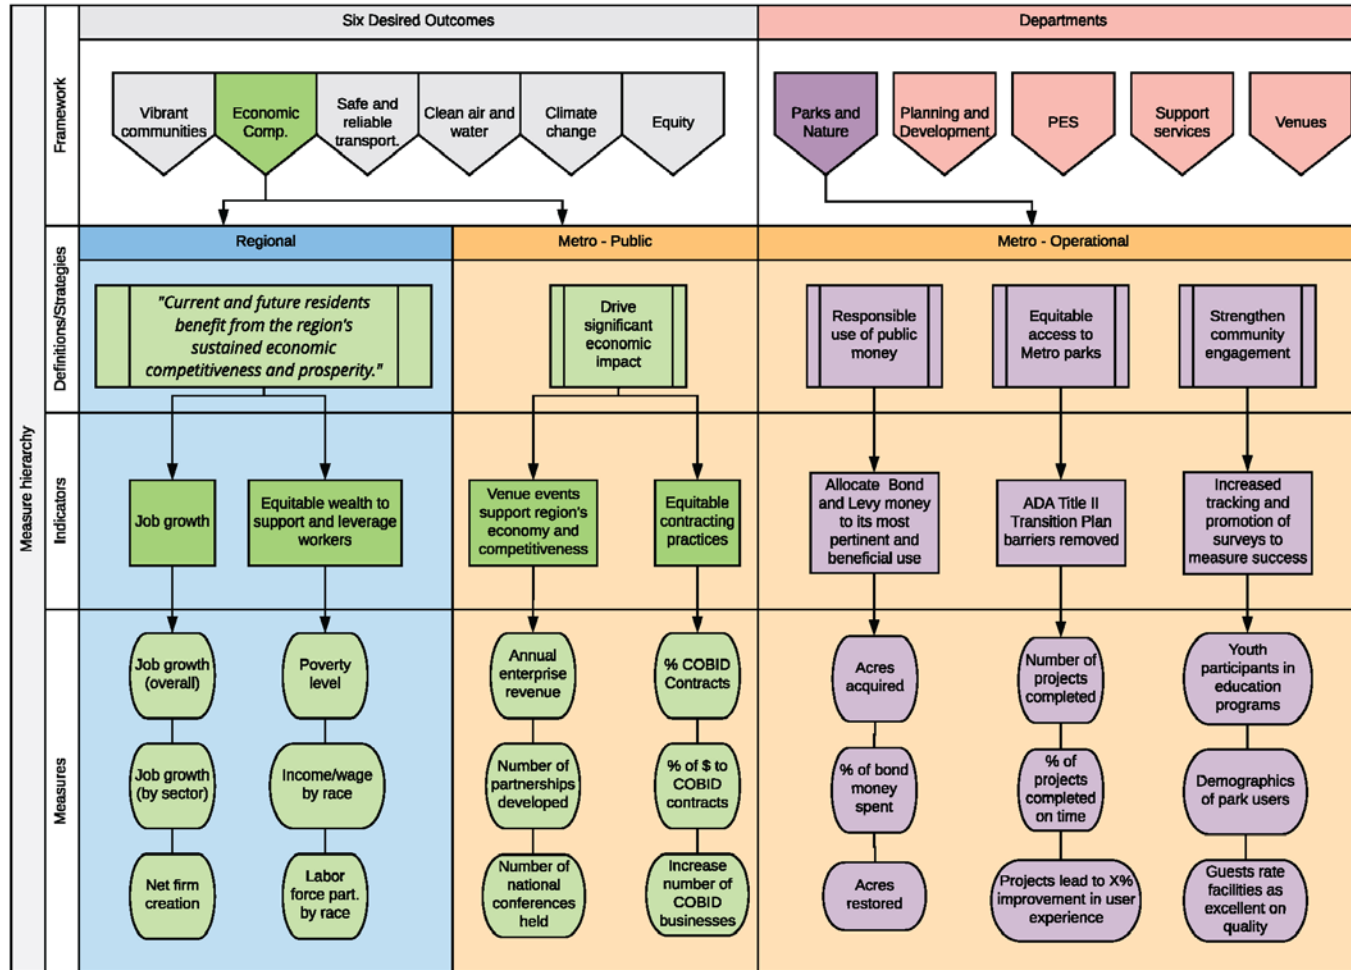 Six Desired Outcomes
Departments
Measure hierarchy
Framework
Vibrant
communities
Economic
Comp.
Safe and
reliable
transport.
Clean air and
water
Climate
change
Equity
Parks and
Nature
Planning and
Development
PES
Support
services
Venues
Definitions/Strategies
Regional
Metro - Public
Metro - Operational
"Current and future residents
benefit from the region's
sustained economic
competitiveness and prosperity."
Drive
significant
economic
impact
Responsible
use of public
money
Equitable
access to
Metro parks
Strengthen
community
engagement
Indicators
Job growth
Equitable wealth to
support and leverage
workers
Venue events
support region's
economy and
competitiveness
Equitable
contracting
practices
Allocate Bond
and Levy money
to its most
pertinent and
beneficial use
ADA Title II
Transition Plan
barriers removed
Increased
tracking and
promotion of
surveys to
measure success
Measures
Job growth
(overall)
Poverty
level
Annual
enterprise
revenue
% COBID
Contracts
Acres
acquired
Number of
projects
completed
Youth
participants in
education
programs
Job growth
(by sector)
Income/wage
by race
Number of
partnerships
developed
% of $ to
COBID
contracts
% of bond
money
spent
% of
projects
completed
on time
Demographics
of park users
Net firm
creation
Labor
force part.
by race
Number of
national
conferences
held
Increase
number of
COBID
businesses
Acres
restored
Projects lead to X%
improvement in user
experience
Guests rate
facilities as
excellent on
quality